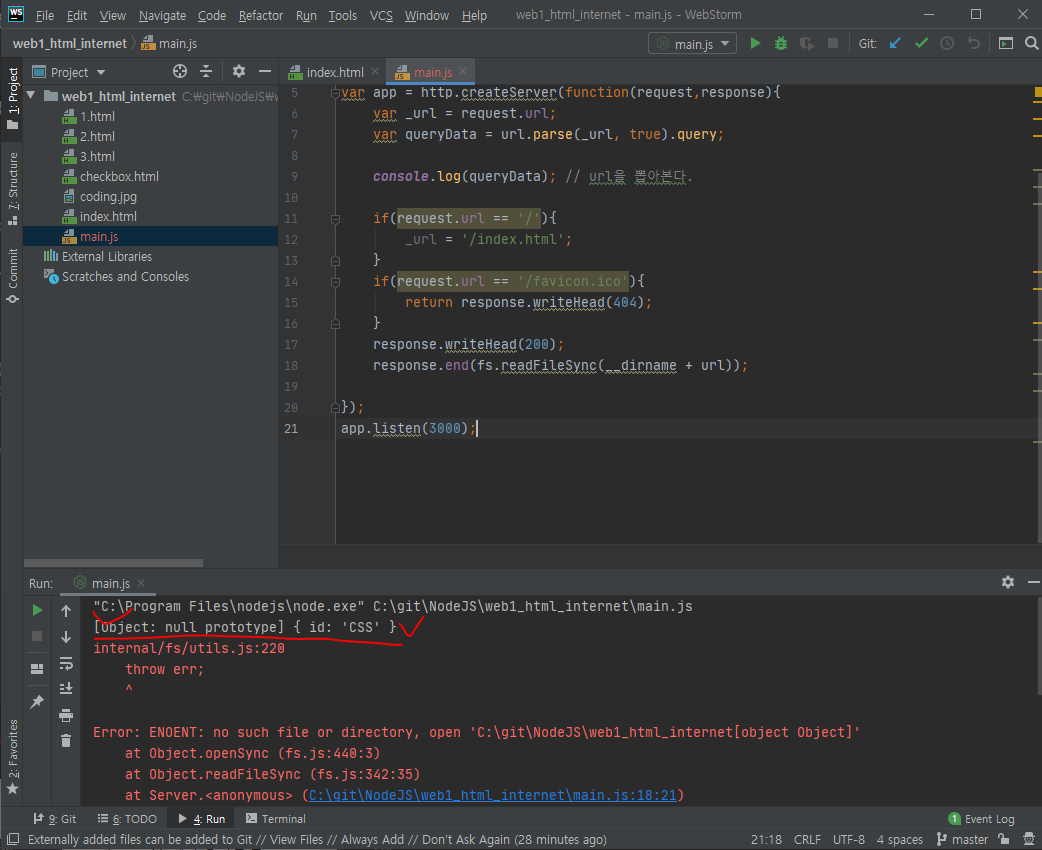 WS File Edit View Navigate Code Refactor Run Tools VCS Window Help web1_html_internet - main.js - WebStorm
web1_html_internet main.js main.js Git:
1: Project
7: Structure
Commit
2: Favorites
Project
web1_html_internet C:￦git￦NodeJS￦w
1.html
2.html
3.html
checkbox.html
coding.jpg
index.html
main.js
External Libraries
Scratches and Consoles
index.html main.js
5 var app = http.createServer(function(request,response){
6 var _url = request.url;
7 var queryData = url.parse(_url, true).query;
8
9 console.log(queryData); // url을 뽑아본다.
10
11 if(request.url == '/'){
12 _url = '/index.html';
13 }
14 if(request.url == '/favicon.ico'){
15 return response.writeHead(404);
16 }
17 response.writeHead(200);
18 response.end(fs.readFileSync(__dirname + url));
19
20 });
21 app.listen(3000);
Run: main.js
"C:\Program Files\nodejs\node.exe" C:\git\NodeJS\web1_html_internet\main.js
[Object: null prototype] { id: 'CSS' }
internal/fs/utils.js:220
throw err;
^
Error: ENOENT: no such file or directory, open 'C:\git\NodeJS\web1_html_internet[object Object]'
at Object.openSync (fs.js:440:3)
at Object.readFileSync (fs.js:342:35)
at Server.<anonymous> (C:\git\NodeJS\web1_html_internet\main.js:18:21)
9: Git 6: TODO 4: Run Terminal 1 Event Log
Externally added files can be added to Git // View Files // Always Add // Don't Ask Again (28 minutes ago) 21:18 CRLF UTF-8 4 spaces master